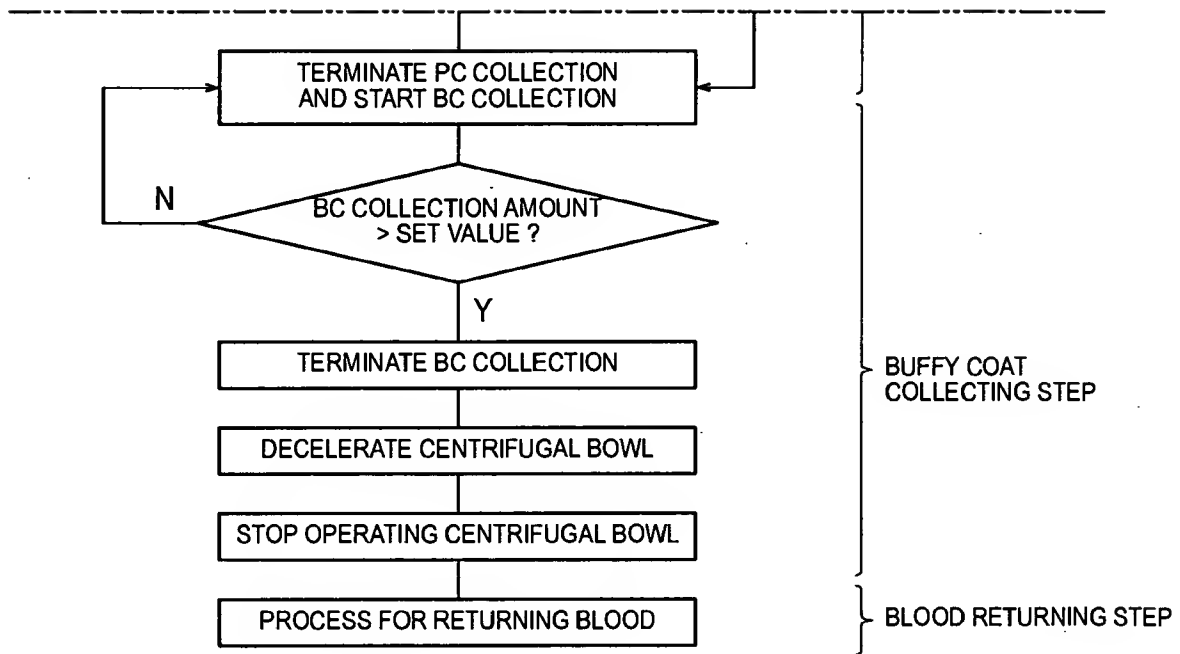 TERMINATE PC COLLECTION
AND START BC COLLECTION
N
BC COLLECTION AMOUNT
> SET VALUE ?
Y
TERMINATE BC COLLECTION
BUFFY COAT
COLLECTING STEP
DECELERATE CENTRIFUGAL BOWL
STOP OPERATING CENTRIFUGAL BOWL
PROCESS FOR RETURNING BLOOD
BLOOD RETURNING STEP